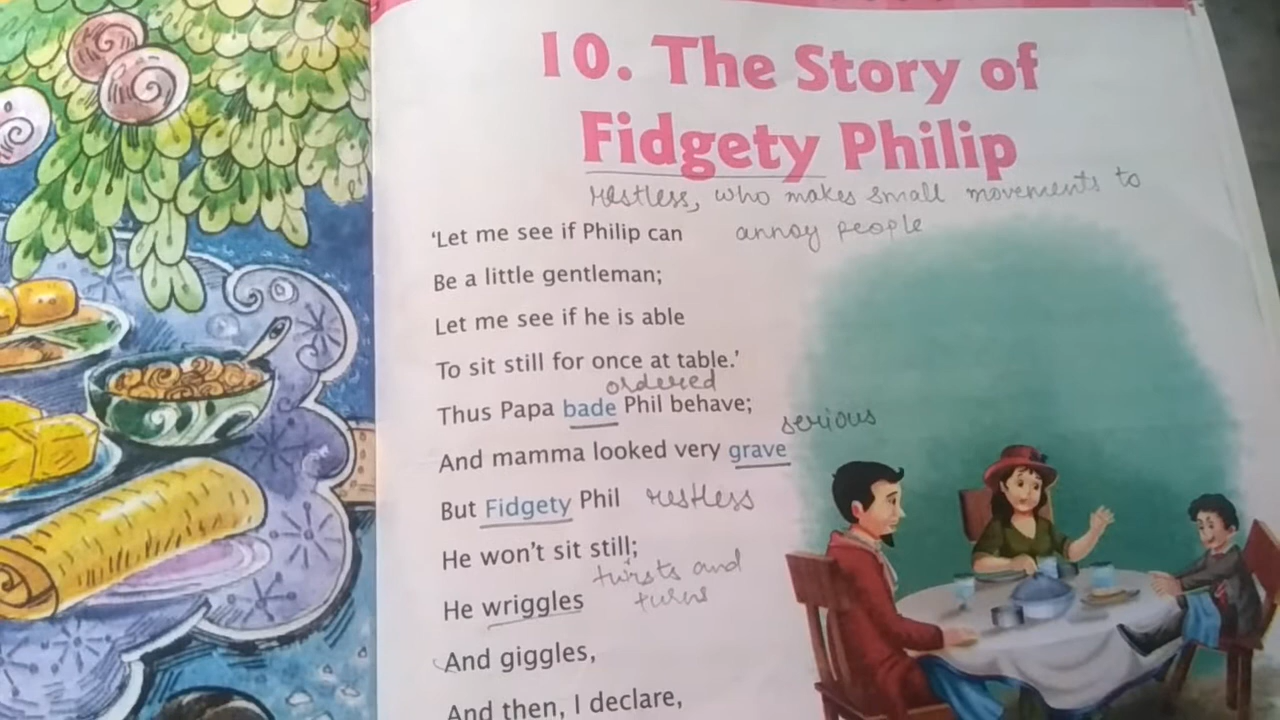 10. The Story of
Fidgety Philip
restless, who makes small movements to
annoy people
'Let me see if Philip can
Be a little gentleman;
Let me see if he is able
To sit still for once at table.'
ordered
Thus Papa bade Phil behave;
serious
And mamma looked very grave
But Fidgety Phil restless
He won't sit still;
twists and
turns
He wriggles
And giggles,
And then, I declare,